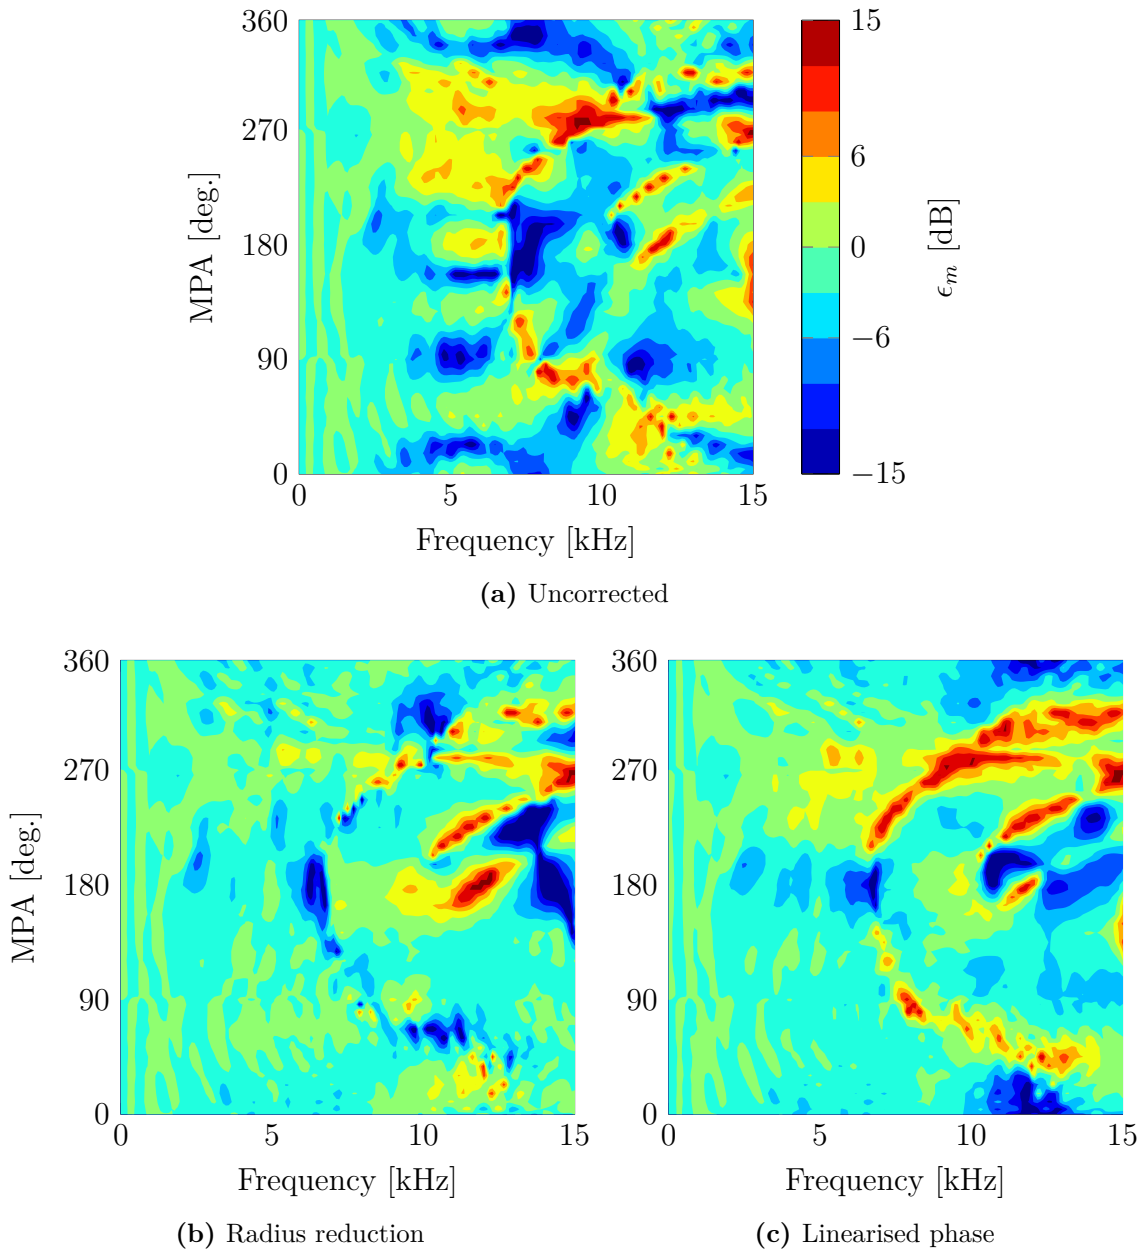 360
270
180
90
0
MPA [deg.]
0 5 10 15
Frequency [kHz]
15
6
0
−6
−15
ϵm [dB]
(a) Uncorrected
360
270
180
90
0
MPA [deg.]
0 5 10 15
Frequency [kHz]
(b) Radius reduction
360
270
180
90
0
0 5 10 15
Frequency [kHz]
(c) Linearised phase